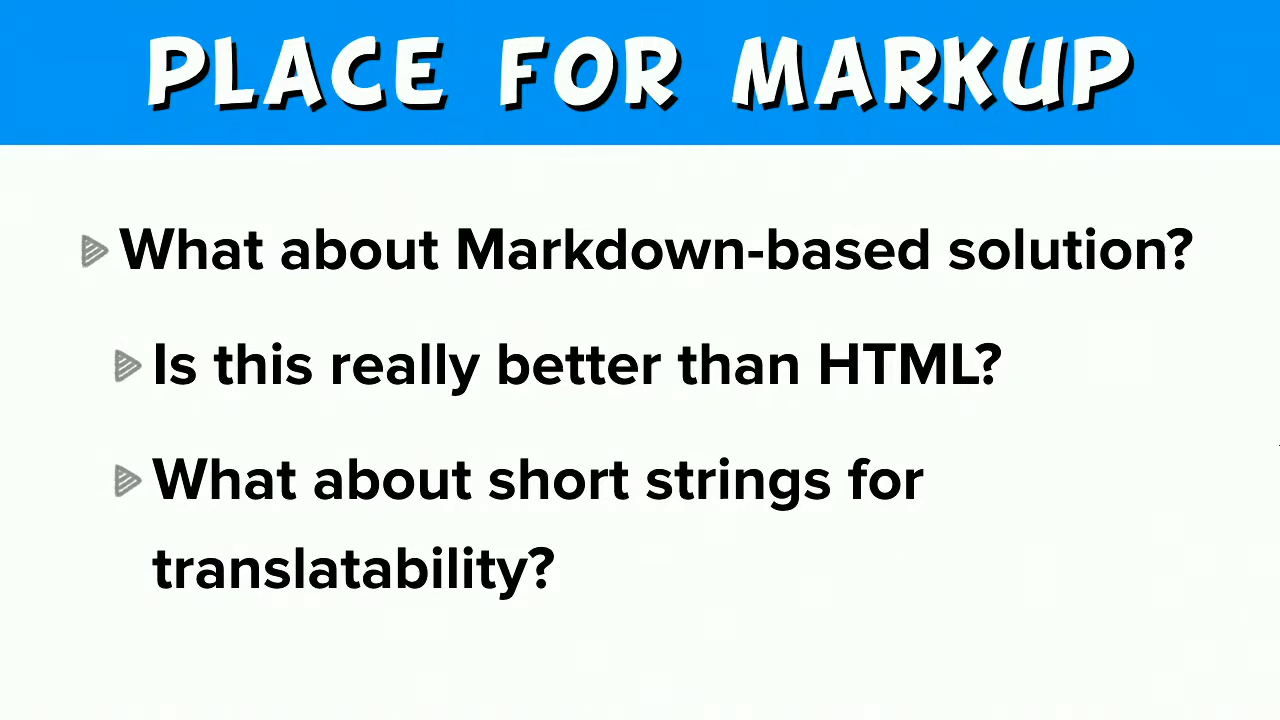 PLACE FOR MARKUP
What about Markdown-based solution?
Is this really better than HTML?
What about short strings for
translatability?